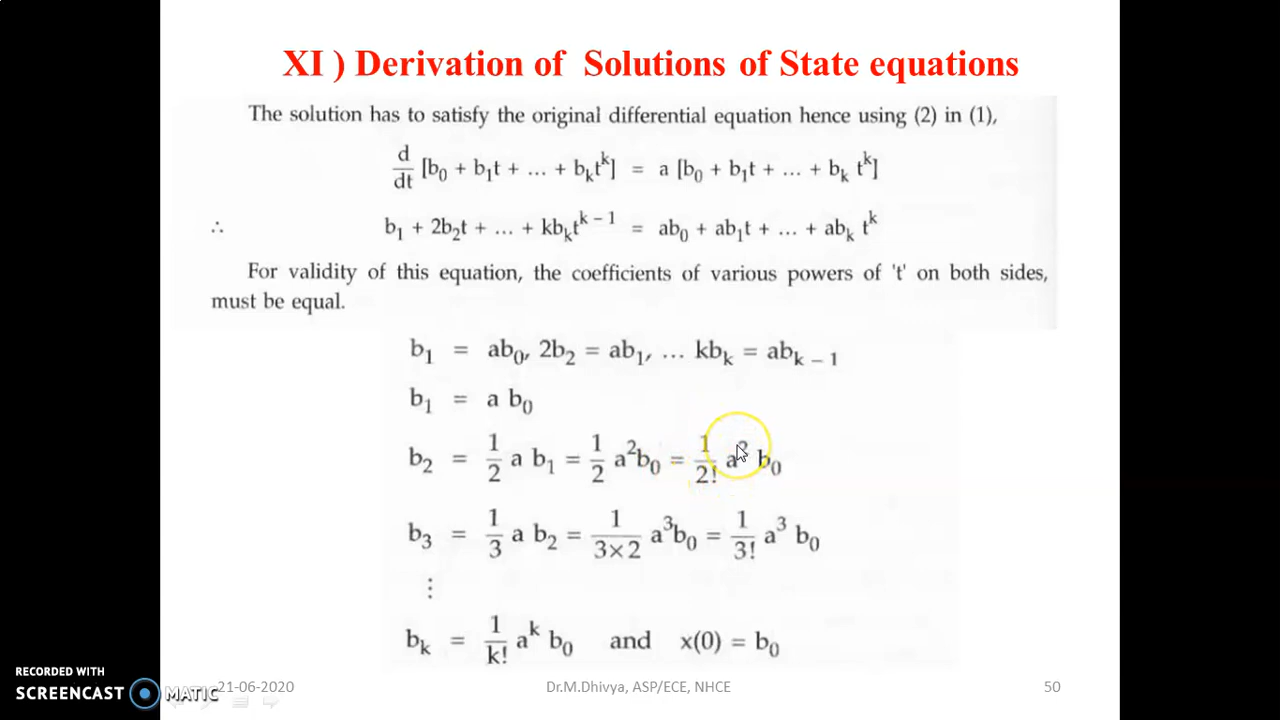 XI ) Derivation of Solutions of State equations
The solution has to satisfy the original differential equation hence using (2) in (1),
d/dt [b₀ + b₁t + ... + bₖtᵏ] = a [b₀ + b₁t + ... + bₖ tᵏ]
∴ b₁ + 2b₂t + ... + kbₖtᵏ⁻¹ = ab₀ + ab₁t + ... + abₖ tᵏ
For validity of this equation, the coefficients of various powers of 't' on both sides,
must be equal.
b₁ = ab₀, 2b₂ = ab₁, ... kbₖ = abₖ₋₁
b₁ = a b₀
b₂ = 1/2 a b₁ = 1/2 a²b₀ = 1/2! a² b₀
b₃ = 1/3 a b₂ = 1/(3×2) a³b₀ = 1/3! a³ b₀
⋮
bₖ = 1/k! aᵏ b₀ and x(0) = b₀
RECORDED WITH
SCREENCAST MATIC
21-06-2020
Dr.M.Dhivya, ASP/ECE, NHCE
50